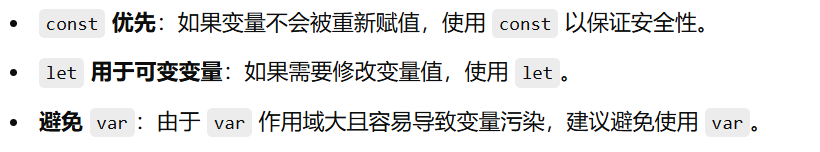 • const 优先：如果变量不会被重新赋值，使用 const 以保证安全性。
• let 用于可变变量：如果需要修改变量值，使用 let。
• 避免 var：由于 var 作用域大且容易导致变量污染，建议避免使用 var。